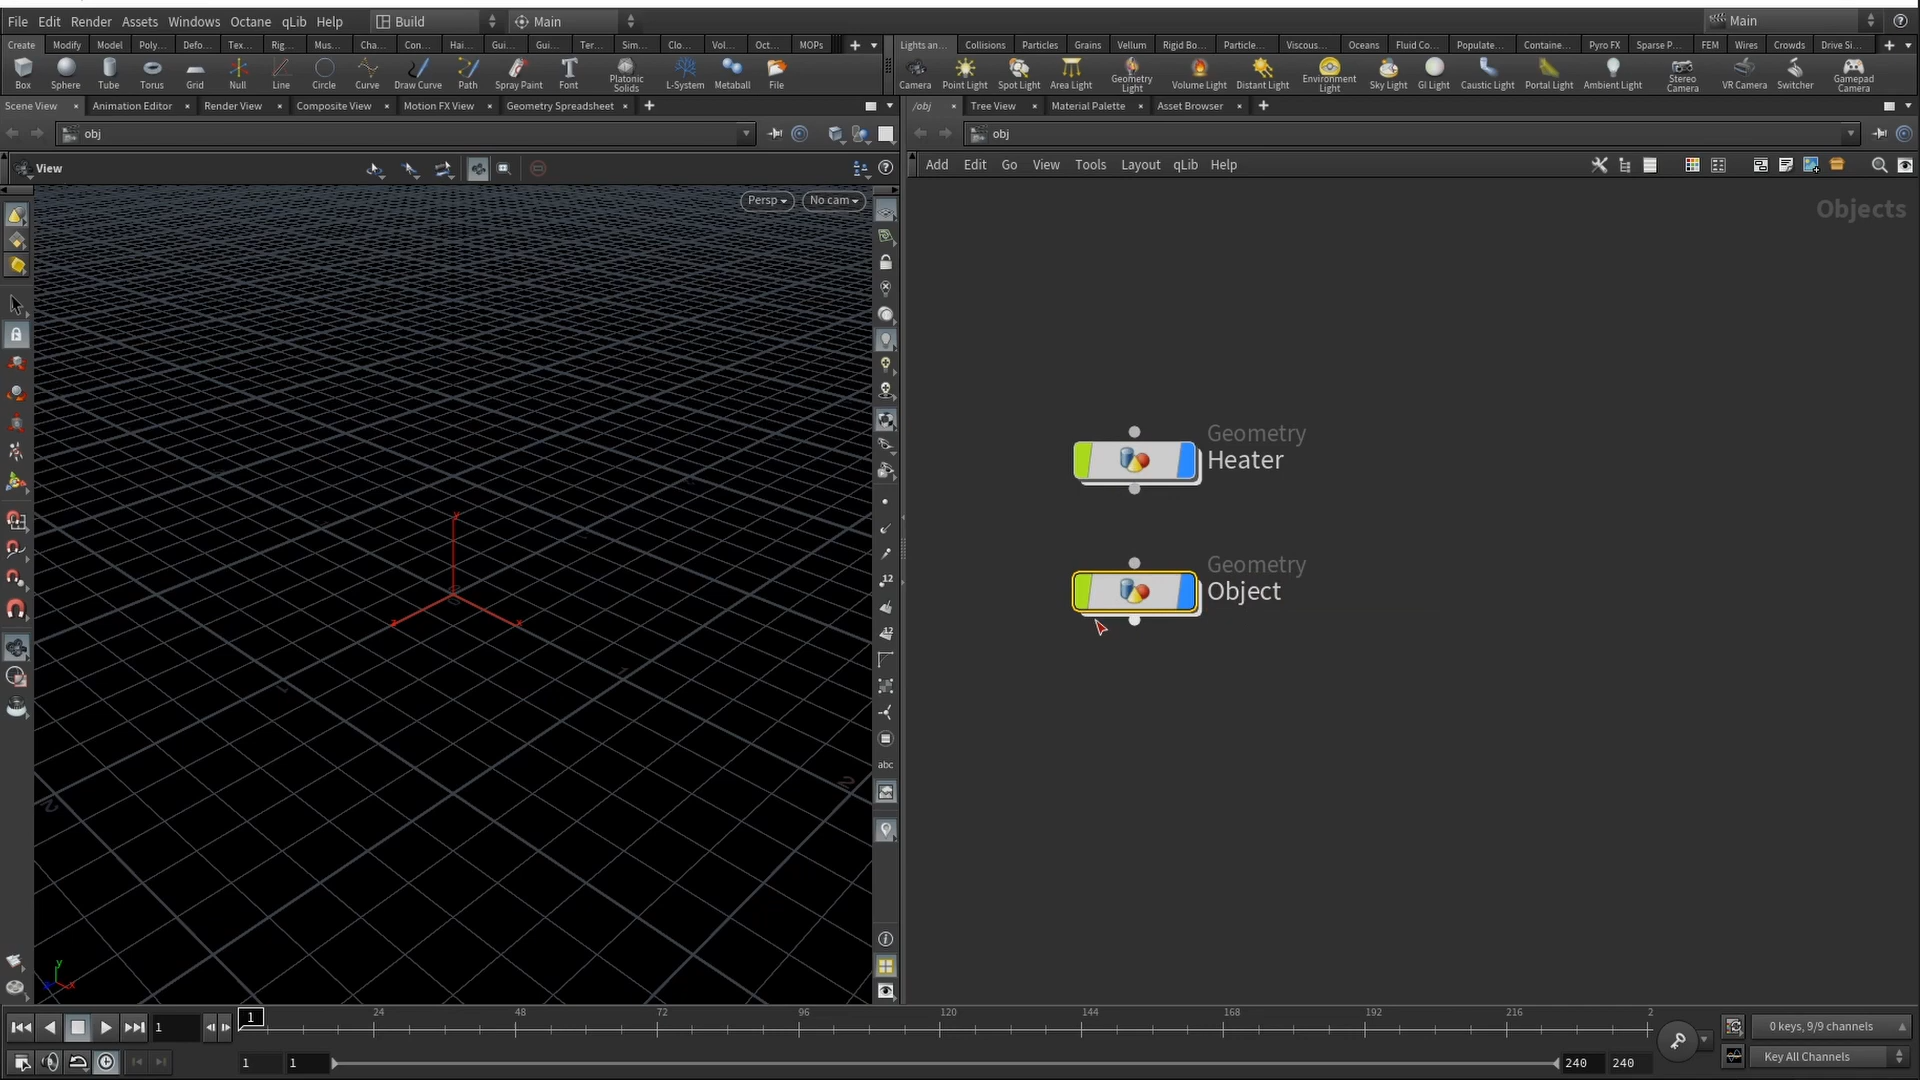 File Edit Render Assets Windows Octane qLib Help Build Main Main
Create Modify Model Poly... Defo... Tex... Rig... Mus... Cha... Con... Hai... Gui... Gui... Ter... Sim... Clo... Vol... Oct... MOPs
Lights an... Collisions Particles Grains Vellum Rigid Bo... Particle... Viscous... Oceans Fluid Co... Populate... Containe... Pyro FX Sparse P... FEM Wires Crowds Drive Si...
Box Sphere Tube Torus Grid Null Line Circle Curve Draw Curve Path Spray Paint Font Platonic Solids L-System Metaball File
Camera Point Light Spot Light Area Light Geometry Light Volume Light Distant Light Environment Light Sky Light GI Light Caustic Light Portal Light Ambient Light Stereo Camera VR Camera Switcher Gamepad Camera
Scene View Animation Editor Render View Composite View Motion FX View Geometry Spreadsheet
/obj Tree View Material Palette Asset Browser
obj
obj
View
Add Edit Go View Tools Layout qLib Help
Persp No cam
Objects
Geometry
Heater
Geometry
Object
y
z
x
1
2
2
12
12
abc
y
x
1 1 24 48 72 96 120 144 168 192 216 2
0 keys, 9/9 channels
1 1 240 240
Key All Channels